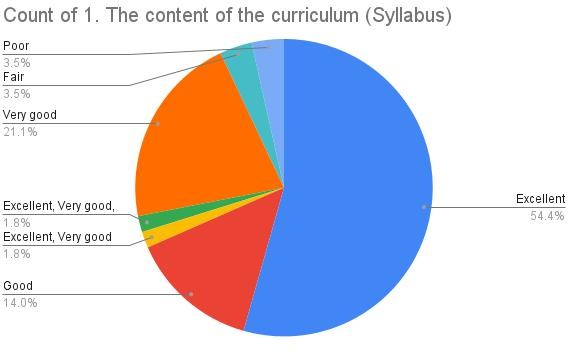 Count of 1. The content of the curriculum (Syllabus)
Poor
3.5%
Fair
3.5%
Very good
21.1%
Excellent, Very good,
1.8%
Excellent, Very good
1.8%
Good
14.0%
Excellent
54.4%